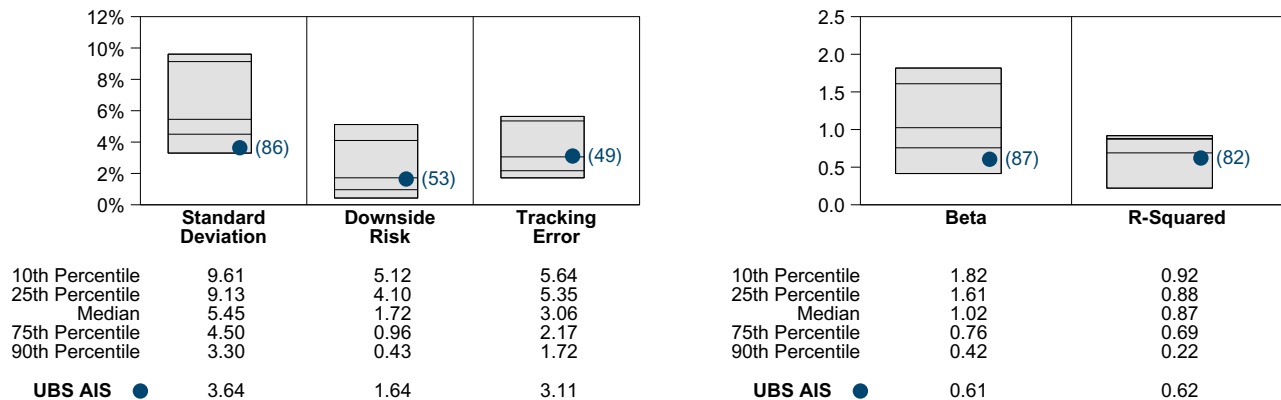 12%
10%
8%
6%
4%
2%
0%
(86)
(53)
(49)
Standard Deviation
Downside Risk
Tracking Error
10th Percentile 9.61 5.12 5.64
25th Percentile 9.13 4.10 5.35
Median 5.45 1.72 3.06
75th Percentile 4.50 0.96 2.17
90th Percentile 3.30 0.43 1.72
UBS AIS 3.64 1.64 3.11
2.5
2.0
1.5
1.0
0.5
0.0
(87)
(82)
Beta
R-Squared
10th Percentile 1.82 0.92
25th Percentile 1.61 0.88
Median 1.02 0.87
75th Percentile 0.76 0.69
90th Percentile 0.42 0.22
UBS AIS 0.61 0.62